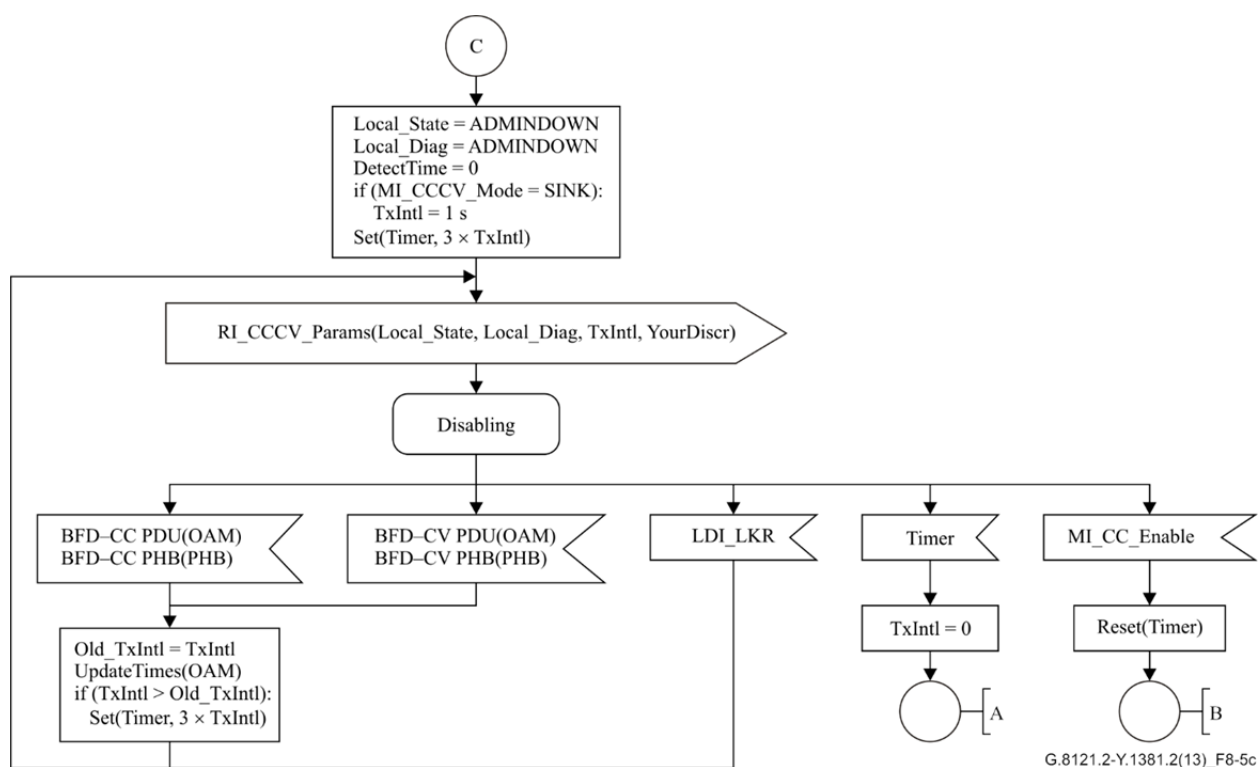 C
Local_State = ADMINDOWN
Local_Diag = ADMINDOWN
DetectTime = 0
if (MI_CCCV_Mode = SINK):
TxIntl = 1 s
Set(Timer, 3 × TxIntl)
RI_CCCV_Params(Local_State, Local_Diag, TxIntl, YourDiscr)
Disabling
BFD–CC PDU(OAM)
BFD–CC PHB(PHB)
BFD–CV PDU(OAM)
BFD–CV PHB(PHB)
LDI_LKR
Timer
MI_CC_Enable
Old_TxIntl = TxIntl
UpdateTimes(OAM)
if (TxIntl > Old_TxIntl):
Set(Timer, 3 × TxIntl)
TxIntl = 0
Reset(Timer)
A
B
G.8121.2-Y.1381.2(13)_F8-5c